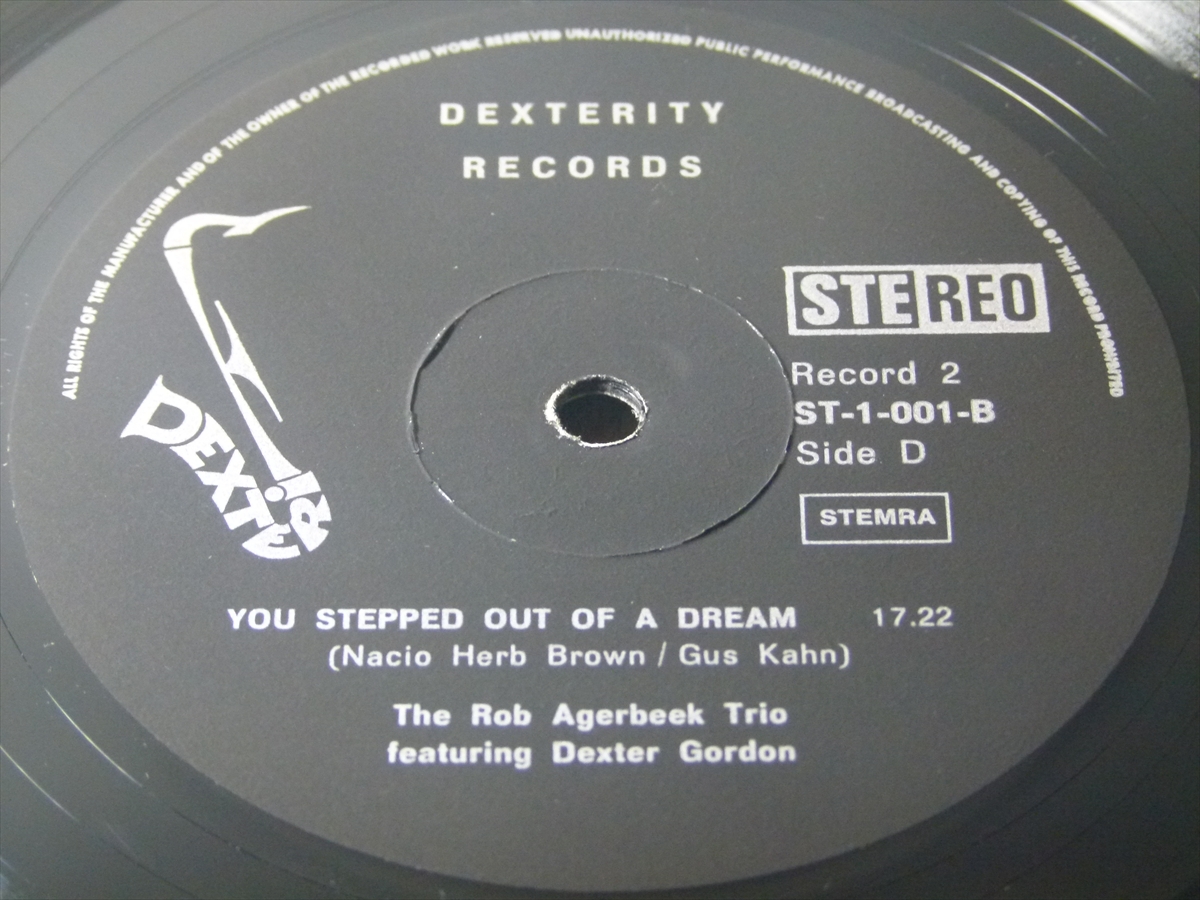 ALL RIGHTS OF THE MANUFACTURER AND OF THE OWNER OF THE RECORDED WORK RESERVED UNAUTHORIZED PUBLIC PERFORMANCE BROADCASTING AND COPYING OF THIS RECORD PROHIBITED
DEXTERITY
RECORDS
DEXTER
STEREO
Record 2
ST-1-001-B
Side D
STEMRA
YOU STEPPED OUT OF A DREAM 17.22
(Nacio Herb Brown / Gus Kahn)
The Rob Agerbeek Trio
featuring Dexter Gordon